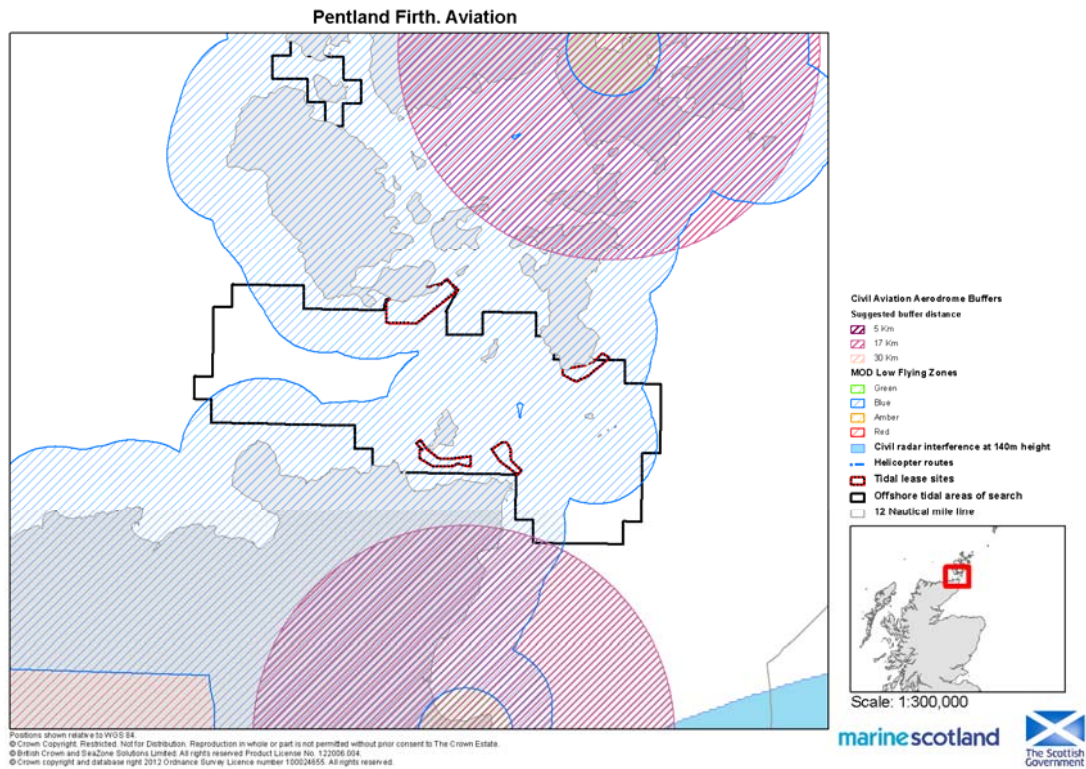 Pentland Firth. Aviation
Civil Aviation Aerodrome Buffers
Suggested buffer distance
5 Km
17 Km
30 Km
MOD Low Flying Zones
Green
Blue
Amber
Red
Civil radar interference at 140m height
Helicopter routes
Tidal lease sites
Offshore tidal areas of search
12 Nautical mile line
Scale: 1:300,000
marinescotland
The Scottish
Government
Positions shown relative to WGS 84.
© Crown Copyright. Restricted. Not for Distribution. Reproduction in whole or part is not permitted without prior consent to The Crown Estate.
© British Crown and SeaZone Solutions Limited. All rights reserved Product License No. 122006.004.
© Crown copyright and database right 2012 Ordnance Survey Licence number 100024655. All rights reserved.